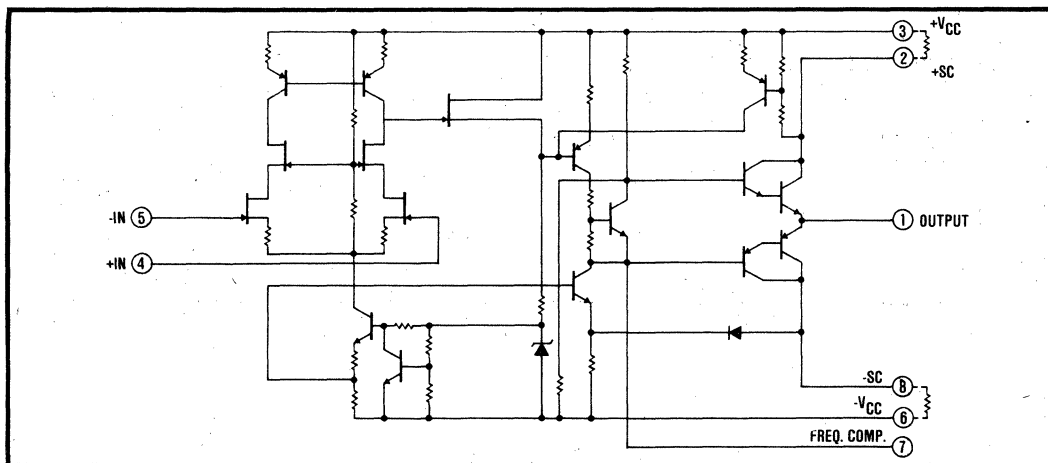 ③ +VCC
② +SC
-IN ⑤
① OUTPUT
+IN ④
-SC ⑧
-VCC ⑥
FREQ. COMP. ⑦